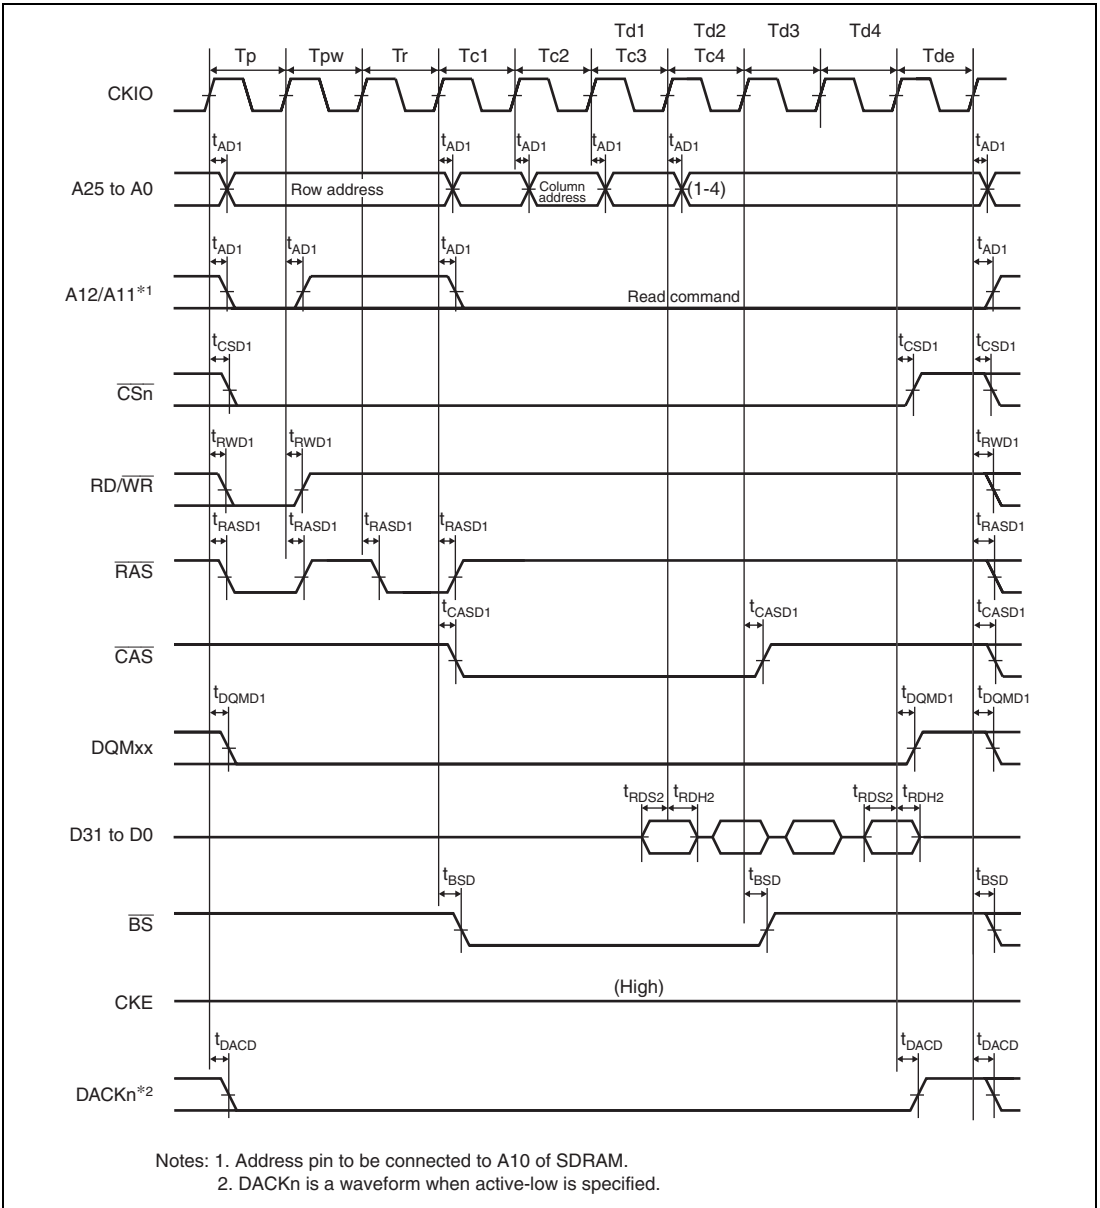 Td1 Td2 Td3 Td4
Tp Tpw Tr Tc1 Tc2 Tc3 Tc4 Tde
CKIO
tAD1 tAD1 tAD1 tAD1 tAD1 tAD1
A25 to A0 Row address Column address (1-4)
tAD1 tAD1 tAD1 tAD1
A12/A11*1 Read command
tCSD1 tCSD1 tCSD1
CSn
tRWD1 tRWD1 tRWD1
RD/WR
tRASD1 tRASD1 tRASD1 tRASD1 tRASD1
RAS
tCASD1 tCASD1 tCASD1
CAS
tDQMD1 tDQMD1 tDQMD1
DQMxx
tRDS2 tRDH2 tRDS2 tRDH2
D31 to D0
tBSD tBSD tBSD
BS
(High)
CKE
tDACD tDACD tDACD
DACKn*2
Notes: 1. Address pin to be connected to A10 of SDRAM.
2. DACKn is a waveform when active-low is specified.